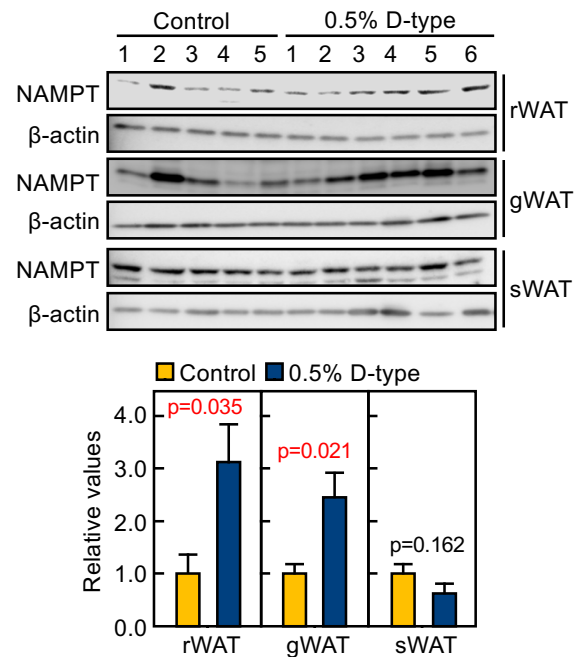 Control 0.5% D-type
1 2 3 4 5 1 2 3 4 5 6
NAMPT
β-actin
rWAT
NAMPT
β-actin
gWAT
NAMPT
β-actin
sWAT
Control 0.5% D-type
Relative values
4.0
3.0
2.0
1.0
0.0
p=0.035
p=0.021
p=0.162
rWAT gWAT sWAT